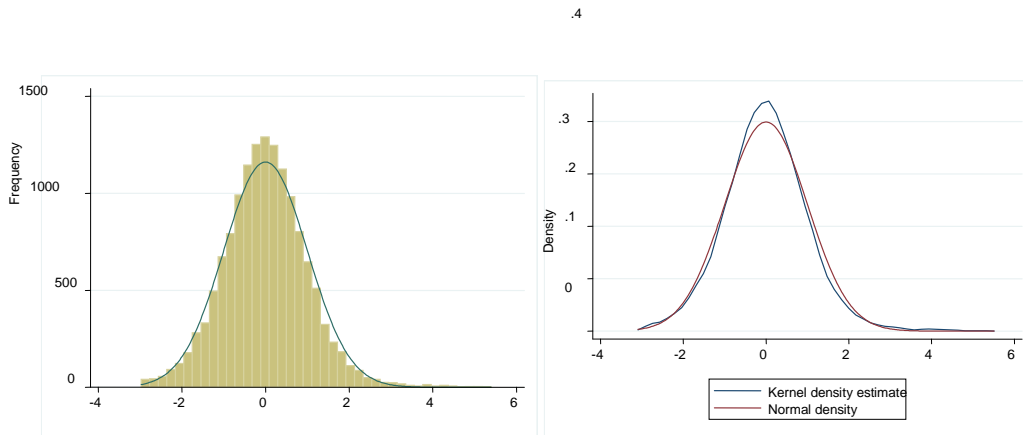 .4
1500
Frequency
1000
500
0
-4 -2 0 2 4 6
.3
.2
.1
Density
0
-4 -2 0 2 4 6
Kernel density estimate
Normal density